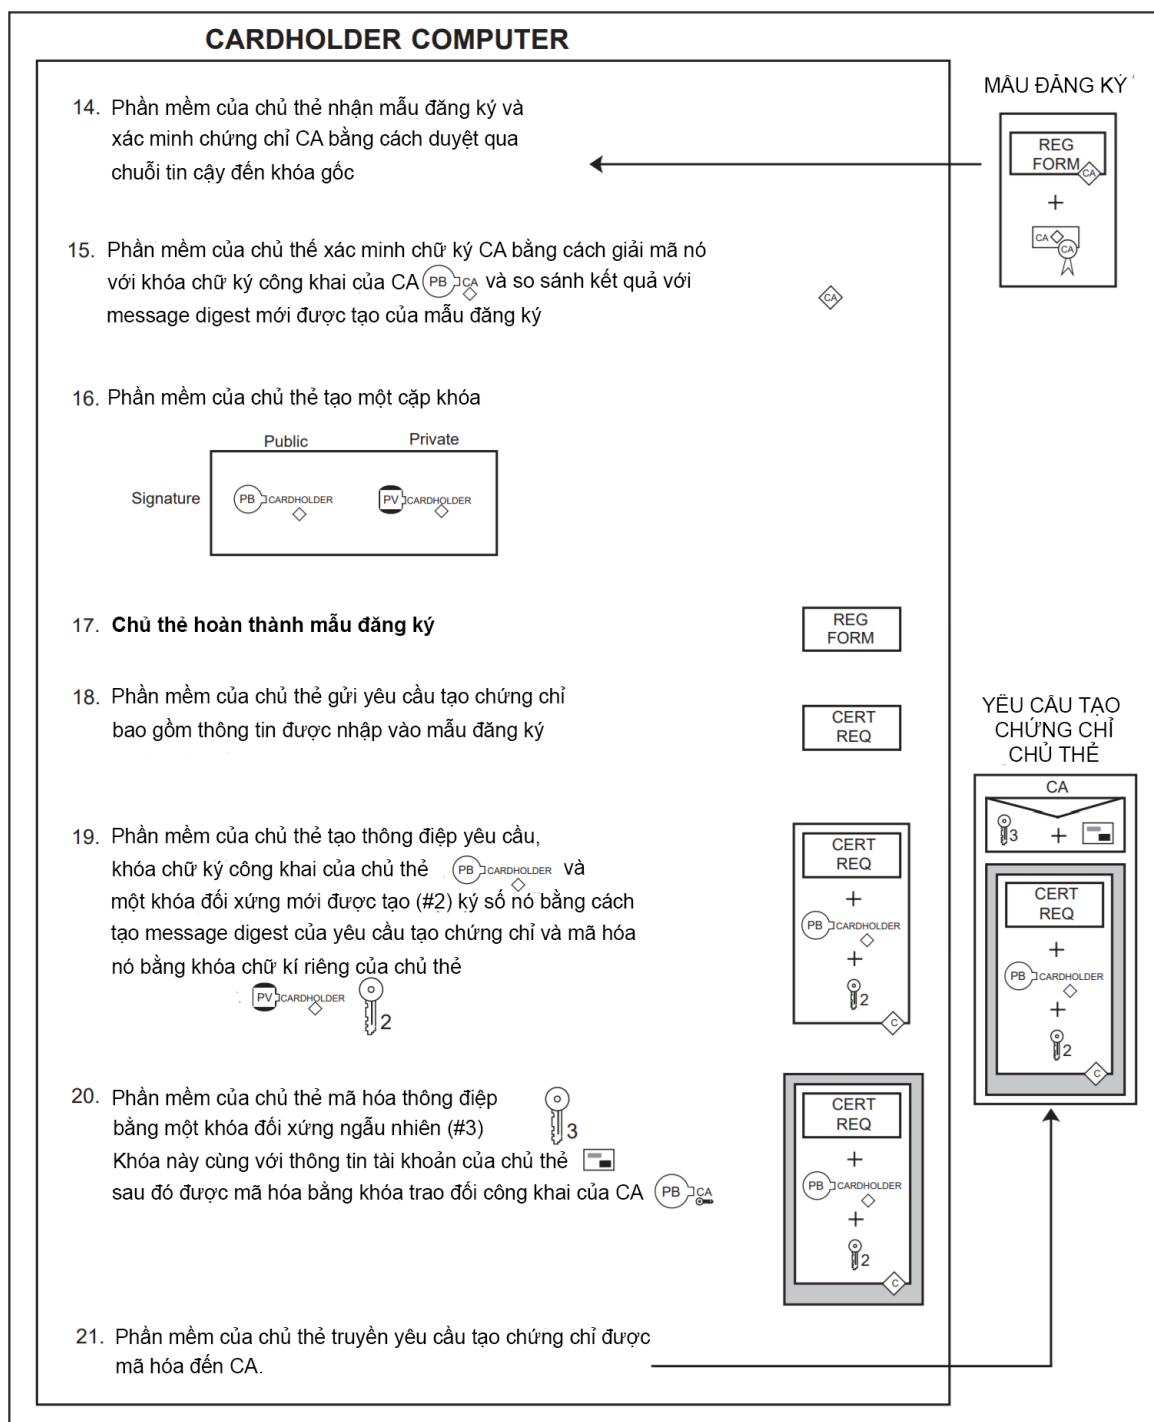 CARDHOLDER COMPUTER
MẪU ĐĂNG KÝ
REG
FORM
CA
+
CA
CA
14. Phần mềm của chủ thẻ nhận mẫu đăng ký và
xác minh chứng chỉ CA bằng cách duyệt qua
chuỗi tin cậy đến khóa gốc
15. Phần mềm của chủ thế xác minh chữ ký CA bằng cách giải mã nó
với khóa chữ ký công khai của CA PB CA và so sánh kết quả với
message digest mới được tạo của mẫu đăng ký
CA
16. Phần mềm của chủ thẻ tạo một cặp khóa
Public Private
Signature PB CARDHOLDER PV CARDHOLDER
17. Chủ thẻ hoàn thành mẫu đăng ký
REG
FORM
18. Phần mềm của chủ thẻ gửi yêu cầu tạo chứng chỉ
bao gồm thông tin được nhập vào mẫu đăng ký
CERT
REQ
YÊU CẦU TẠO
CHỨNG CHỈ
CHỦ THẺ
CA
3 +
CERT
REQ
+
PB CARDHOLDER
+
2
C
19. Phần mềm của chủ thẻ tạo thông điệp yêu cầu,
khóa chữ ký công khai của chủ thẻ PB CARDHOLDER và
một khóa đối xứng mới được tạo (#2) ký số nó bằng cách
tạo message digest của yêu cầu tạo chứng chỉ và mã hóa
nó bằng khóa chữ kí riêng của chủ thẻ
PV CARDHOLDER 2
CERT
REQ
+
PB CARDHOLDER
+
2
C
20. Phần mềm của chủ thẻ mã hóa thông điệp
bằng một khóa đối xứng ngẫu nhiên (#3) 3
Khóa này cùng với thông tin tài khoản của chủ thẻ
sau đó được mã hóa bằng khóa trao đối công khai của CA PB CA
CERT
REQ
+
PB CARDHOLDER
+
2
C
21. Phần mềm của chủ thẻ truyền yêu cầu tạo chứng chỉ được
mã hóa đến CA.